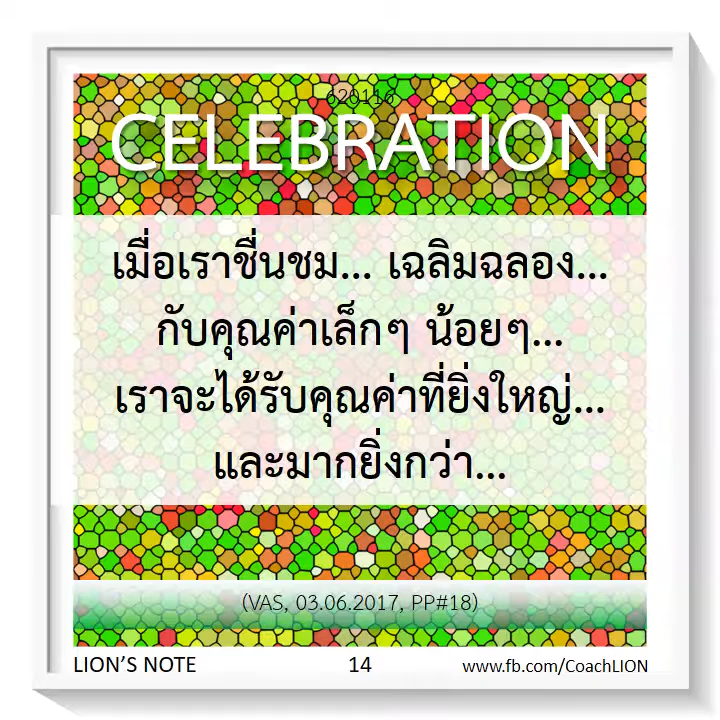 620116
CELEBRATION
เมื่อเราชื่นชม... เฉลิมฉลอง...
กับคุณค่าเล็กๆ น้อยๆ...
เราจะได้รับคุณค่าที่ยิ่งใหญ่...
และมากยิ่งกว่า...
(VAS, 03.06.2017, PP#18)
LION'S NOTE 14 www.fb.com/CoachLION